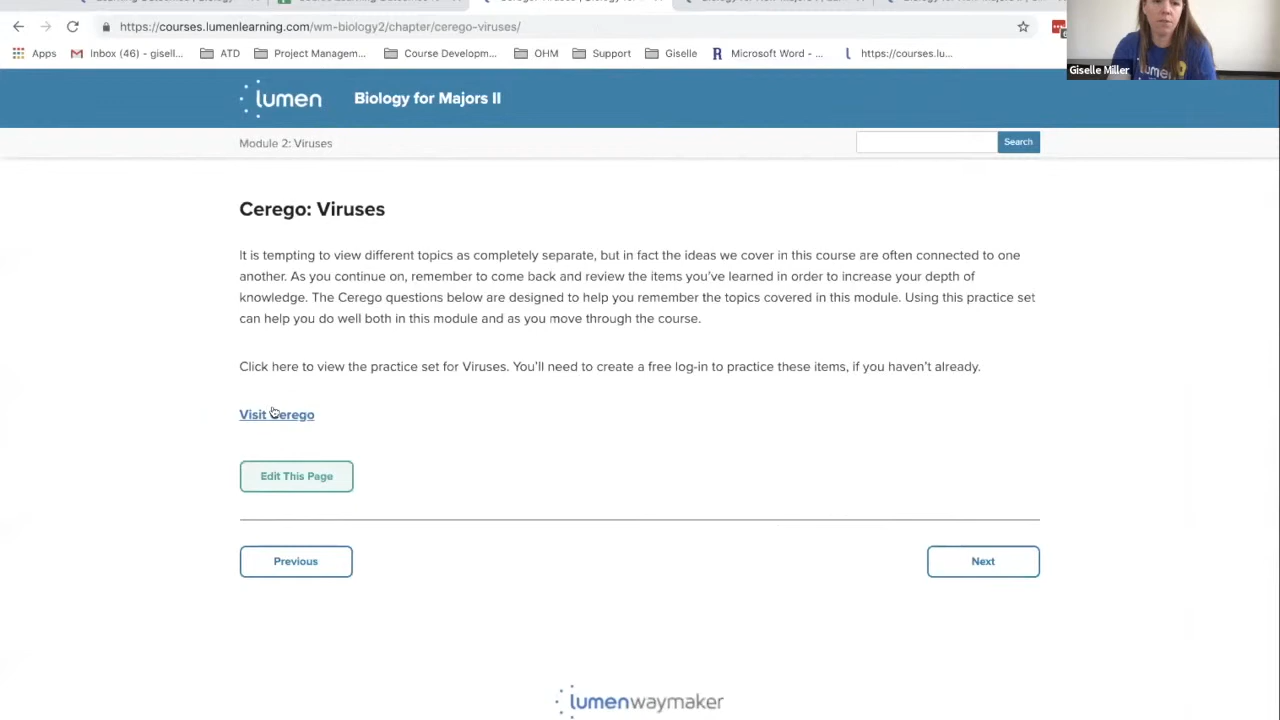 https://courses.lumenlearning.com/wm-biology2/chapter/cerego-viruses/
Apps
Inbox (46) - gisell...
ATD
Project Managem...
Course Developm...
OHM
Support
Giselle
R Microsoft Word - ...
https://courses.lu...
Giselle Miller
lumen
Biology for Majors II
Module 2: Viruses
Search
Cerego: Viruses
It is tempting to view different topics as completely separate, but in fact the ideas we cover in this course are often connected to one
another. As you continue on, remember to come back and review the items you've learned in order to increase your depth of
knowledge. The Cerego questions below are designed to help you remember the topics covered in this module. Using this practice set
can help you do well both in this module and as you move through the course.
Click here to view the practice set for Viruses. You'll need to create a free log-in to practice these items, if you haven't already.
Visit Cerego
Edit This Page
Previous
Next
lumenwaymaker